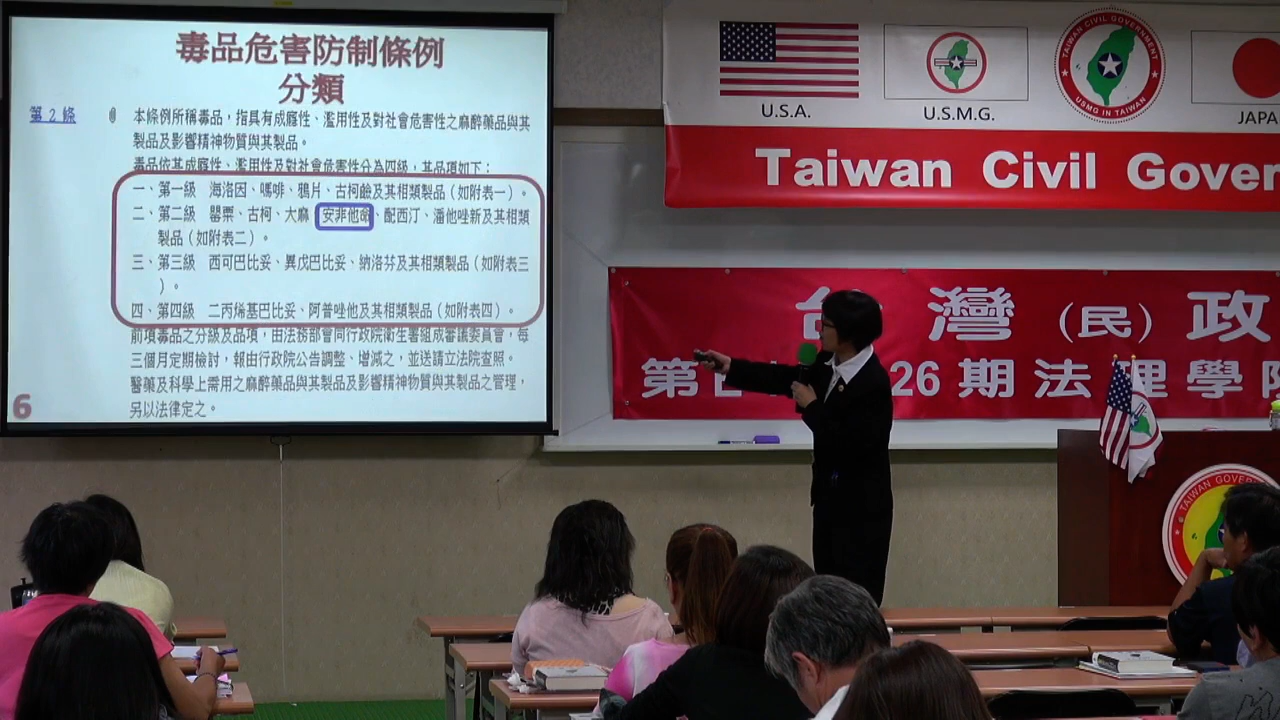 毒品危害防制條例
分類
第 2 條
本條例所稱毒品，指具有成癮性、濫用性及對社會危害性之麻醉藥品與其
製品及影響精神物質與其製品。
毒品依其成癮性、濫用性及對社會危害性分為四級，其品項如下：
一、第一級 海洛因、嗎啡、鴉片、古柯鹼及其相類製品（如附表一）。
二、第二級 罌粟、古柯、大麻、安非他命、配西汀、潘他唑新及其相類
製品（如附表二）。
三、第三級 西可巴比妥、異戊巴比妥、納洛芬及其相類製品（如附表三
）。
四、第四級 二丙烯基巴比妥、阿普唑他及其相類製品（如附表四）。
前項毒品之分級及品項，由法務部會同行政院衛生署組成審議委員會，每
三個月定期檢討，報由行政院公告調整、增減之，並送請立法院查照。
醫藥及科學上需用之麻醉藥品與其製品及影響精神物質與其製品之管理，
另以法律定之。
6
U.S.A.
U.S.M.G.
TAIWAN CIVIL GOVERNMENT
USMG IN TAIWAN
JAPA
Taiwan Civil Gover
台灣（民）政
第 26 期法理學院
TAIWAN GOVERN